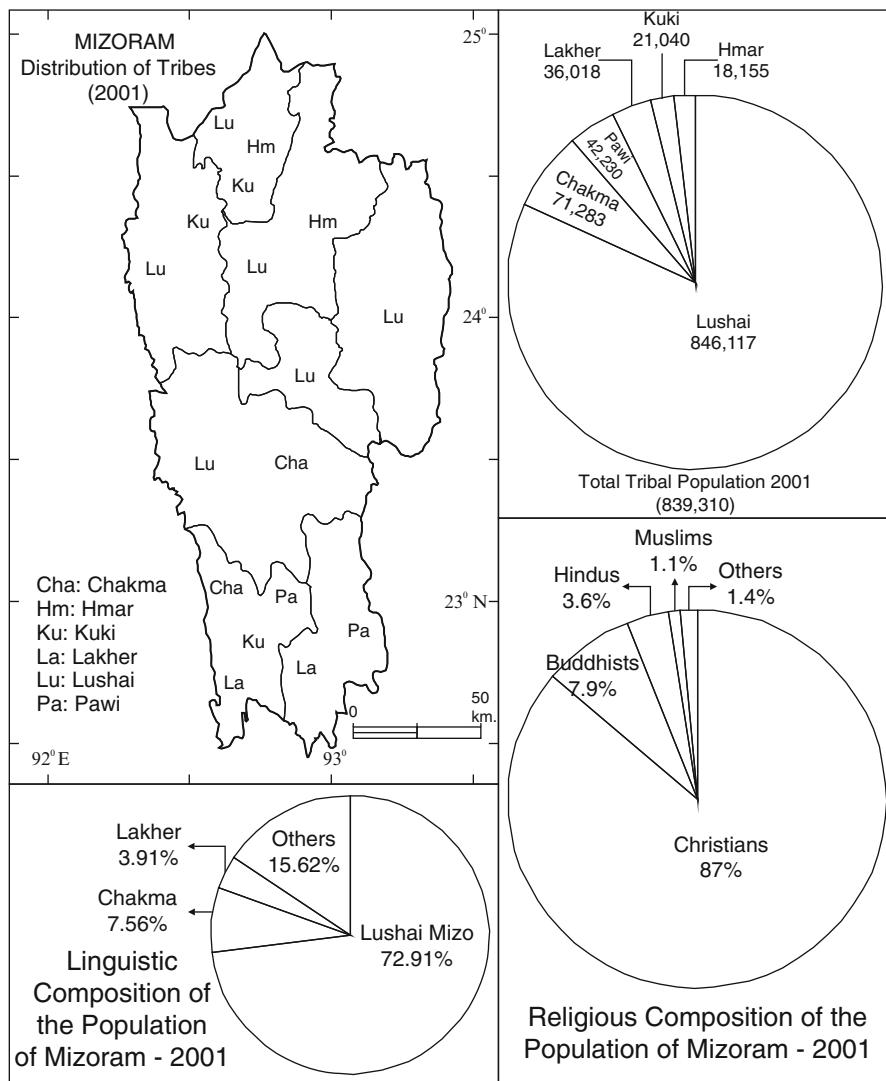 MIZORAM
Distribution of Tribes
(2001)
25⁰
24⁰
23⁰ N
92⁰ E
93⁰
Lu
Hm
Ku
Ku
Hm
Lu
Lu
Lu
Lu
Lu
Cha
Cha
Pa
Ku
Pa
La
La
Cha: Chakma
Hm: Hmar
Ku: Kuki
La: Lakher
Lu: Lushai
Pa: Pawi
0
50
km.
Kuki
21,040
Lakher
36,018
Hmar
18,155
Pawi
42,230
Chakma
71,283
Lushai
846,117
Total Tribal Population 2001
(839,310)
Muslims
1.1%
Hindus
3.6%
Others
1.4%
Buddhists
7.9%
Christians
87%
Religious Composition of the
Population of Mizoram - 2001
Lakher
3.91%
Others
15.62%
Chakma
7.56%
Lushai Mizo
72.91%
Linguistic
Composition of
the Population
of Mizoram - 2001